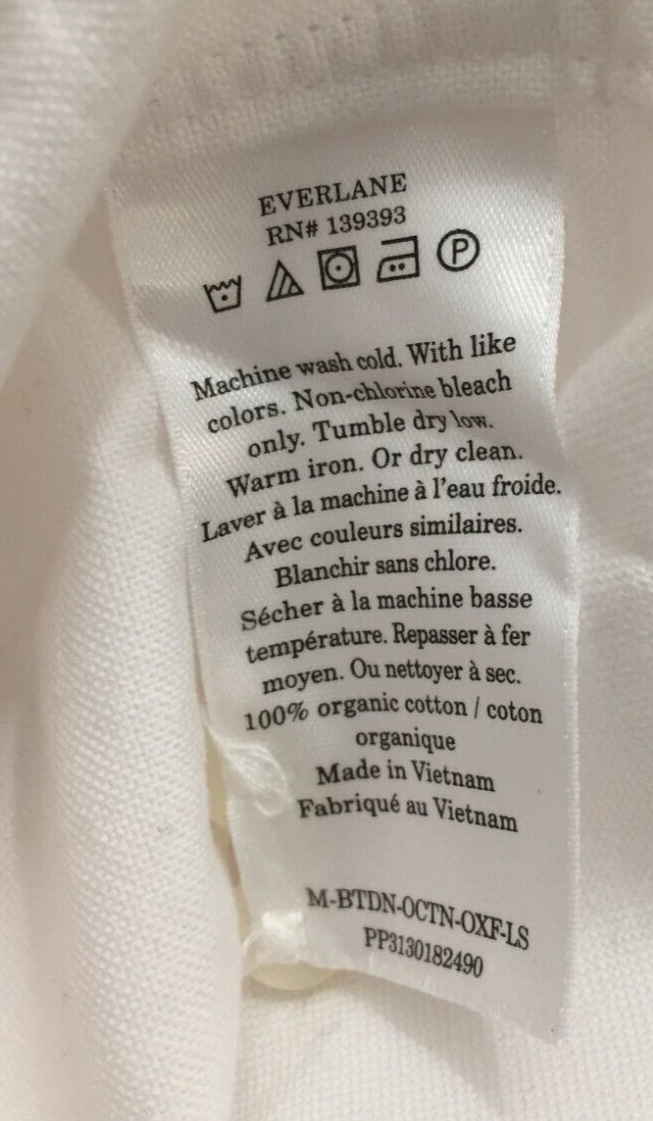 EVERLANE
RN# 139393
P
Machine wash cold. With like
colors. Non-chlorine bleach
only. Tumble dry low.
Warm iron. Or dry clean.
Laver à la machine à l'eau froide.
Avec couleurs similaires.
Blanchir sans chlore.
Sécher à la machine basse
température. Repasser à fer
moyen. Ou nettoyer à sec.
100% organic cotton / coton
organique
Made in Vietnam
Fabriqué au Vietnam
M-BTDN-OCTN-OXF-LS
PP3130182490